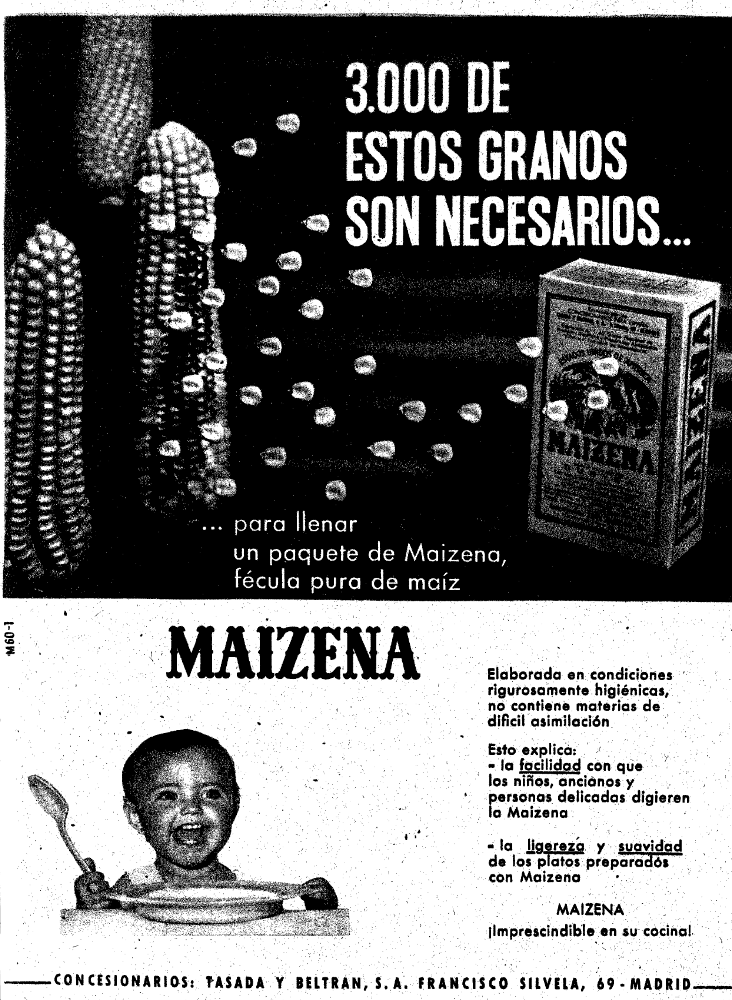 3.000 DE
ESTOS GRANOS
SON NECESARIOS...
MAIZENA
MAIZENA
... para llenar
un paquete de Maizena,
fécula pura de maíz
M60-1
MAIZENA
Elaborada en condiciones
rigurosamente higiénicas,
no contiene materias de
dificil asimilación
Esto explica:
- la facilidad con que
los niños, ancianos y
personas delicadas digieren
la Maizena
- la ligereza y suavidad
de los platos preparados
con Maizena
MAIZENA
¡Imprescindible en su cocina!
CONCESIONARIOS: TASADA Y BELTRAN, S. A. FRANCISCO SILVELA, 69 - MADRID